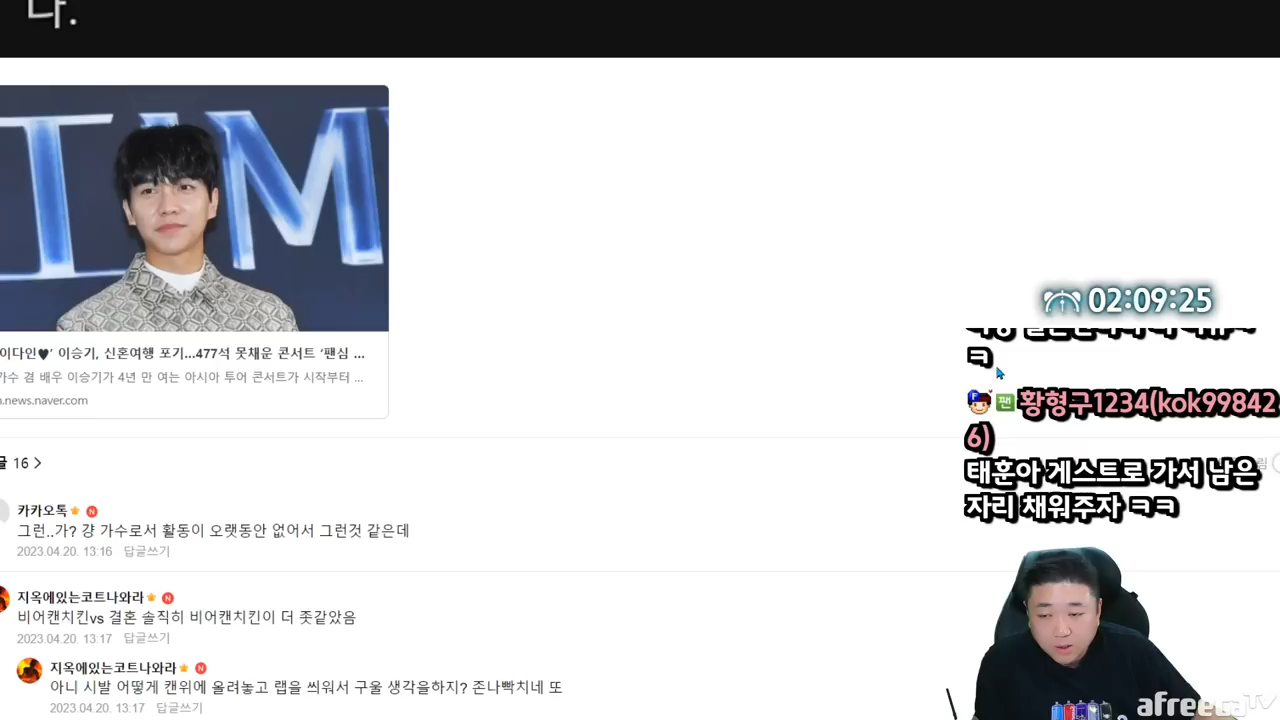 나.
이다인♥’ 이승기, 신혼여행 포기...477석 못채운 콘서트 ‘팬심 ...
가수 겸 배우 이승기가 4년 만 여는 아시아 투어 콘서트가 시작부터 ...
n.news.naver.com
글 16 >
카카오톡 N
그런..가? 걍 가수로서 활동이 오랫동안 없어서 그런것 같은데
2023.04.20. 13:16 답글쓰기
지옥에있는코트나와라 N
비어캔치킨vs 결혼 솔직히 비어캔치킨이 더 좃같았음
2023.04.20. 13:17 답글쓰기
지옥에있는코트나와라 N
아니 시발 어떻게 캔위에 올려놓고 랩을 씌워서 구울 생각을하지? 존나빡치네 또
2023.04.20. 13:17 답글쓰기
02:09:25
ㅋ
F 팬 황형구1234(kok99842
6)
태훈아 게스트로 가서 남은
자리 채워주자 ㅋㅋ
afreecaTV